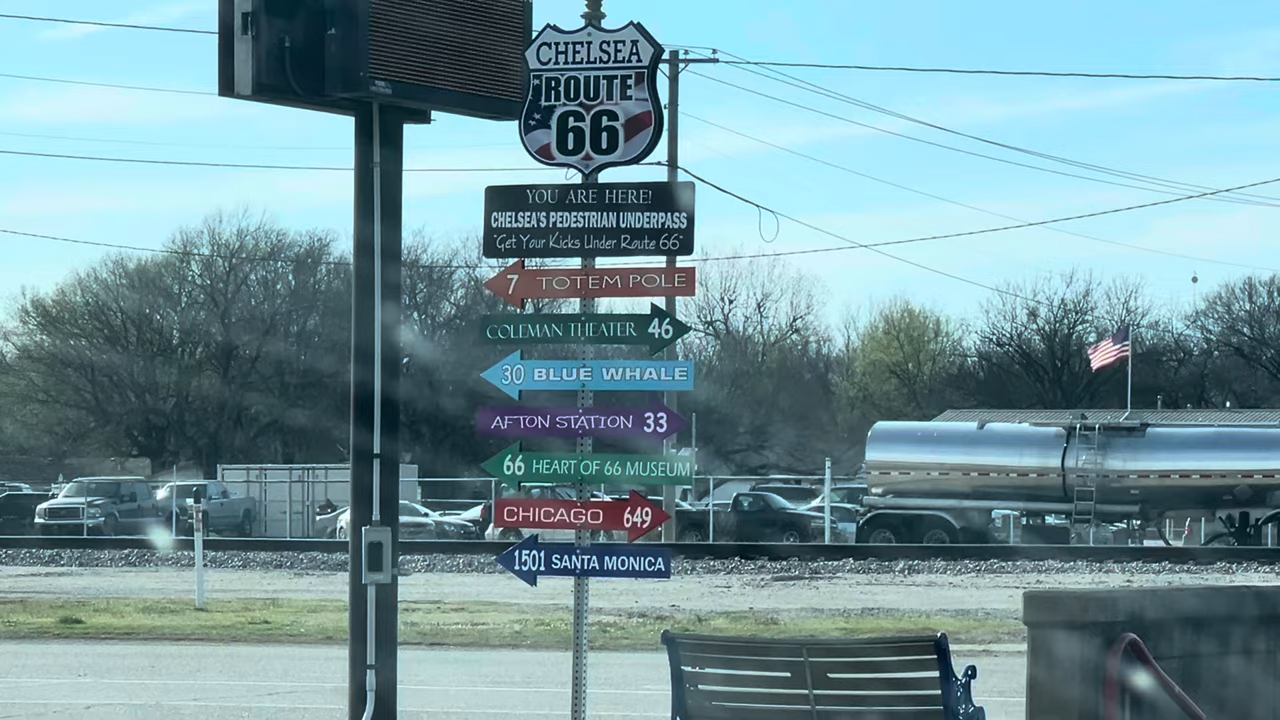 CHELSEA
ROUTE
66
YOU ARE HERE!
CHELSEA'S PEDESTRIAN UNDERPASS
"Get Your Kicks Under Route 66"
7 TOTEM POLE
COLEMAN THEATER 46
30 BLUE WHALE
AFTON STATION 33
66 HEART OF 66 MUSEUM
CHICAGO 649
1501 SANTA MONICA